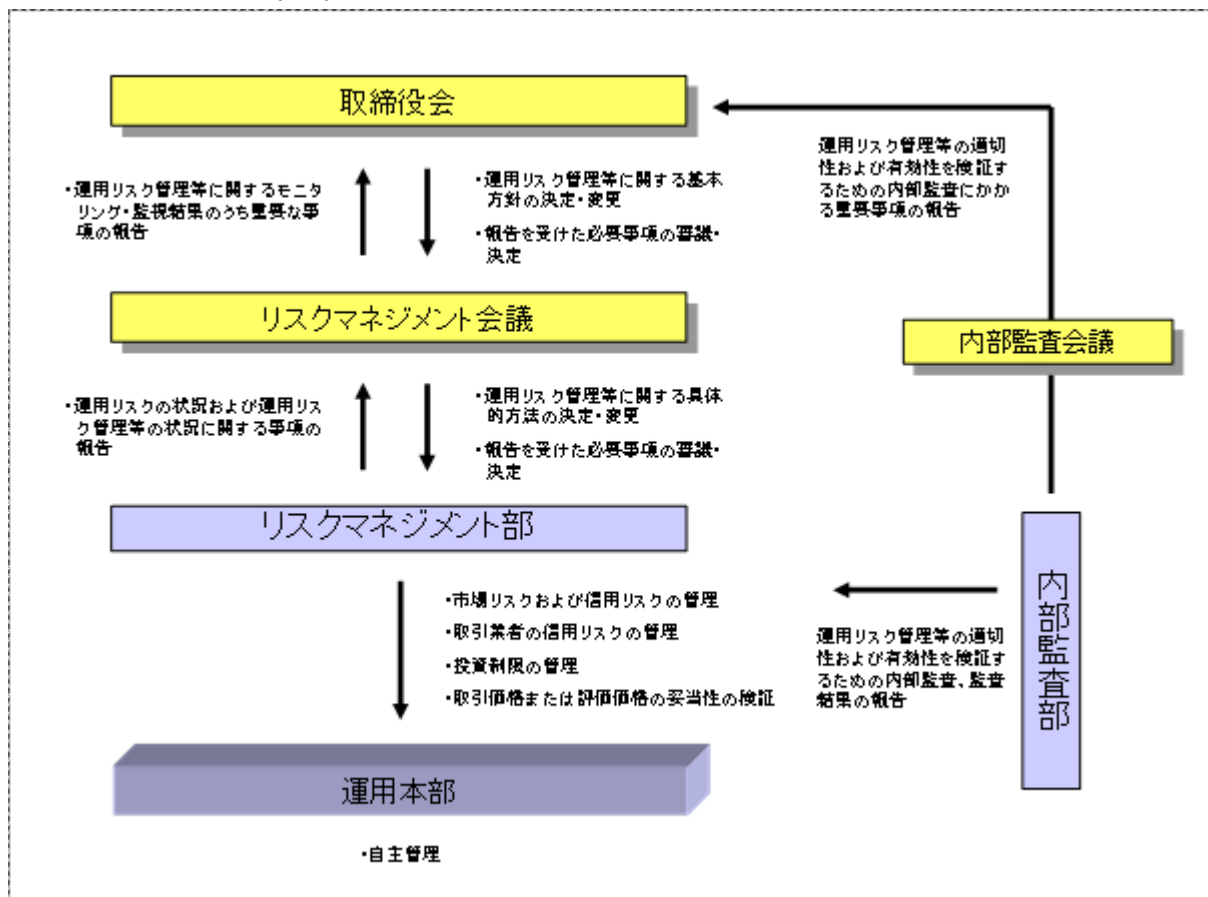 取締役会
運用リスク管理等の適切
性および有効性を検証す
るための内部監査にかか
る重要事項の報告
・運用リスク管理等に関するモニタ
リング・監視結果のうち重要な事
項の報告
・運用リスク管理等に関する基本
方針の決定・変更
・報告を受けた必要事項の審議・
決定
リスクマネジメント会議
内部監査会議
・運用リスクの状況および運用リス
ク管理等の状況に関する事項の
報告
・運用リスク管理等に関する具体
的方法の決定・変更
・報告を受けた必要事項の審議・
決定
リスクマネジメント部
内部監査部
・市場リスクおよび信用リスクの管理
・取引業者の信用リスクの管理
・投資制限の管理
・取引価格または評価価格の妥当性の検証
運用リスク管理等の適切
性および有効性を検証す
るための内部監査、監査
結果の報告
運用本部
・自主管理